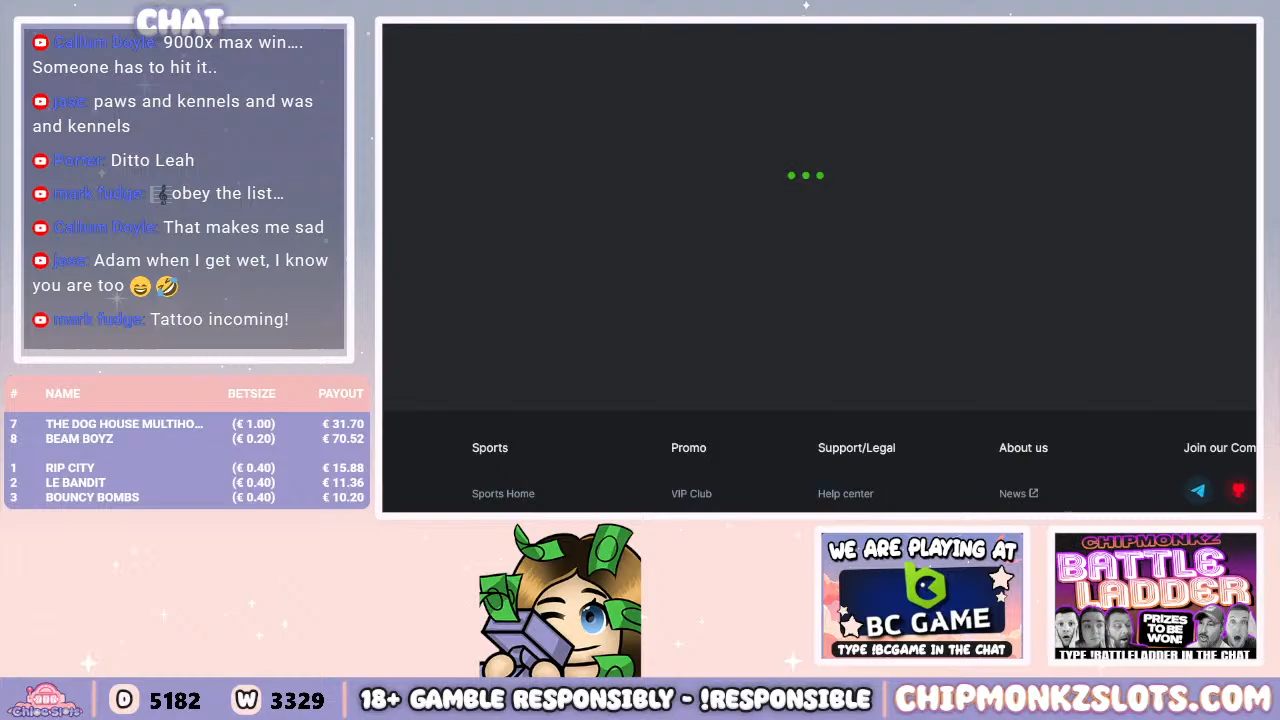 CHAT
Callum Doyle: 9000x max win....
Someone has to hit it..
jase: paws and kennels and was
and kennels
Porter: Ditto Leah
mark fudge: obey the list...
Callum Doyle: That makes me sad
jase: Adam when I get wet, I know
you are too
mark fudge: Tattoo incoming!
# NAME BETSIZE PAYOUT
7 THE DOG HOUSE MULTIHO... (€ 1.00) € 31.70
8 BEAM BOYZ (€ 0.20) € 70.52
1 RIP CITY (€ 0.40) € 15.88
2 LE BANDIT (€ 0.40) € 11.36
3 BOUNCY BOMBS (€ 0.40) € 10.20
Sports Promo Support/Legal About us Join our Com
Sports Home VIP Club Help center News
WE ARE PLAYING AT
BC GAME
TYPE !BCGAME IN THE CHAT
CHIPMONKZ
BATTLE
LADDER
PRIZES
TO BE
WON!
TYPE !BATTLELADDER IN THE CHAT
ChloeSlots
D 5182 W 3329 18+ GAMBLE RESPONSIBLY - !RESPONSIBLE CHIPMONKZSLOTS.COM